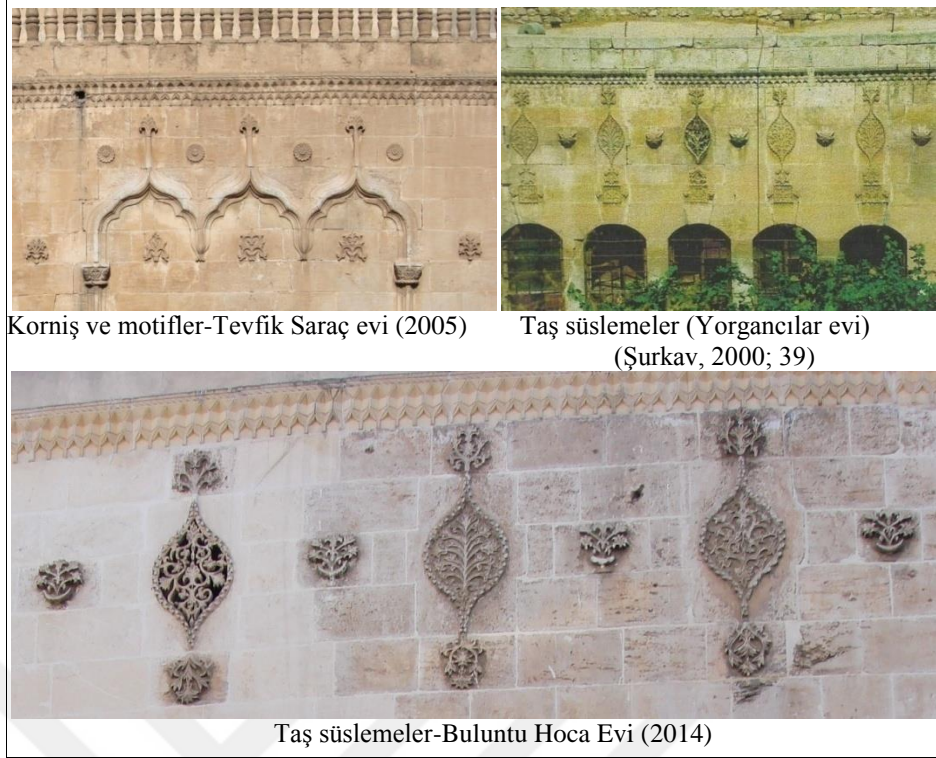 Korniş ve motifler-Tevfik Saraç evi (2005)
Taş süslemeler (Yorgancılar evi)
(Şurkav, 2000; 39)
Taş süslemeler-Buluntu Hoca Evi (2014)